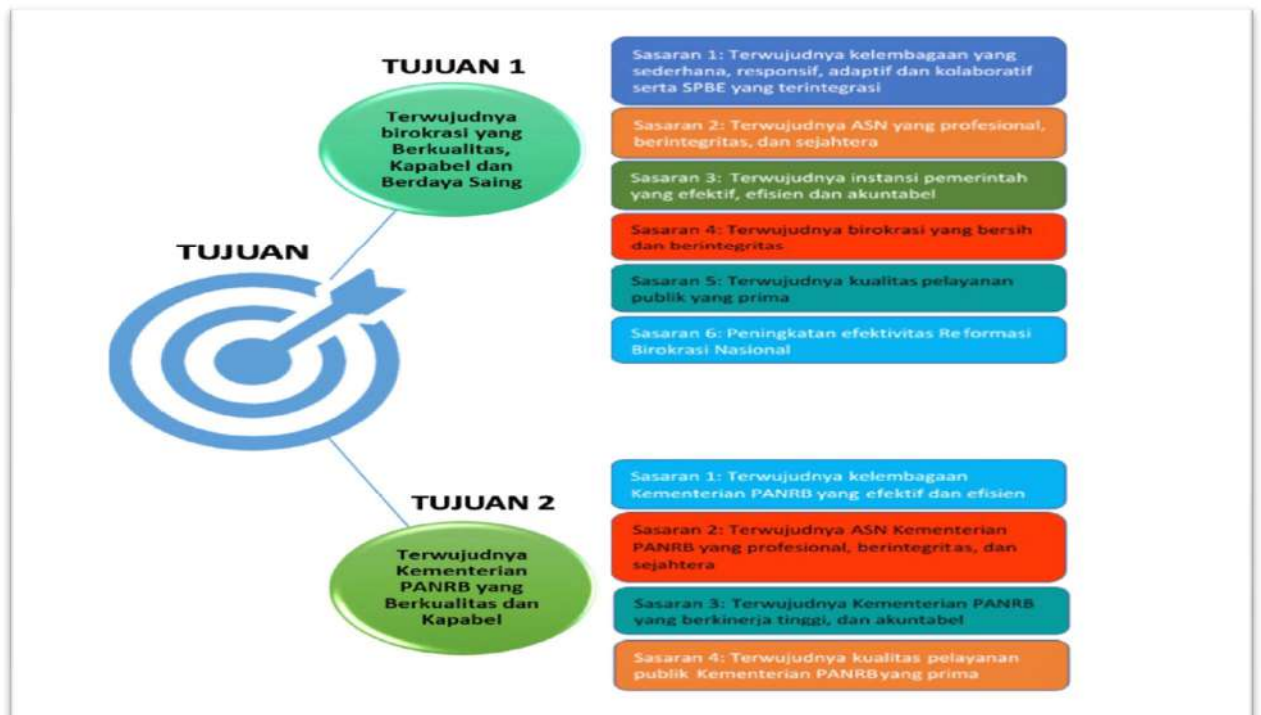 TUJUAN
TUJUAN 1
Terwujudnya
birokrasi yang
Berkualitas,
Kapabel dan
Berdaya Saing
Sasaran 1: Terwujudnya kelembagaan yang
sederhana, responsif, adaptif dan kolaboratif
serta SPBE yang terintegrasi
Sasaran 2: Terwujudnya ASN yang profesional,
berintegritas, dan sejahtera
Sasaran 3: Terwujudnya instansi pemerintah
yang efektif, efisien dan akuntabel
Sasaran 4: Terwujudnya birokrasi yang bersih
dan berintegritas
Sasaran 5: Terwujudnya kualitas pelayanan
publik yang prima
Sasaran 6: Peningkatan efektivitas Reformasi
Birokrasi Nasional
TUJUAN 2
Terwujudnya
Kementerian
PANRB yang
Berkualitas dan
Kapabel
Sasaran 1: Terwujudnya kelembagaan
Kementerian PANRB yang efektif dan efisien
Sasaran 2: Terwujudnya ASN Kementerian
PANRB yang profesional, berintegritas, dan
sejahtera
Sasaran 3: Terwujudnya Kementerian PANRB
yang berkinerja tinggi, dan akuntabel
Sasaran 4: Terwujudnya kualitas pelayanan
publik Kementerian PANRB yang prima